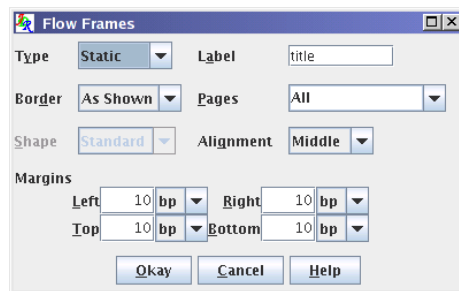 Flow Frames
Type Static Label title
Border As Shown Pages All
Shape Standard Alignment Middle
Margins
Left 10 bp Right 10 bp
Top 10 bp Bottom 10 bp
Okay Cancel Help